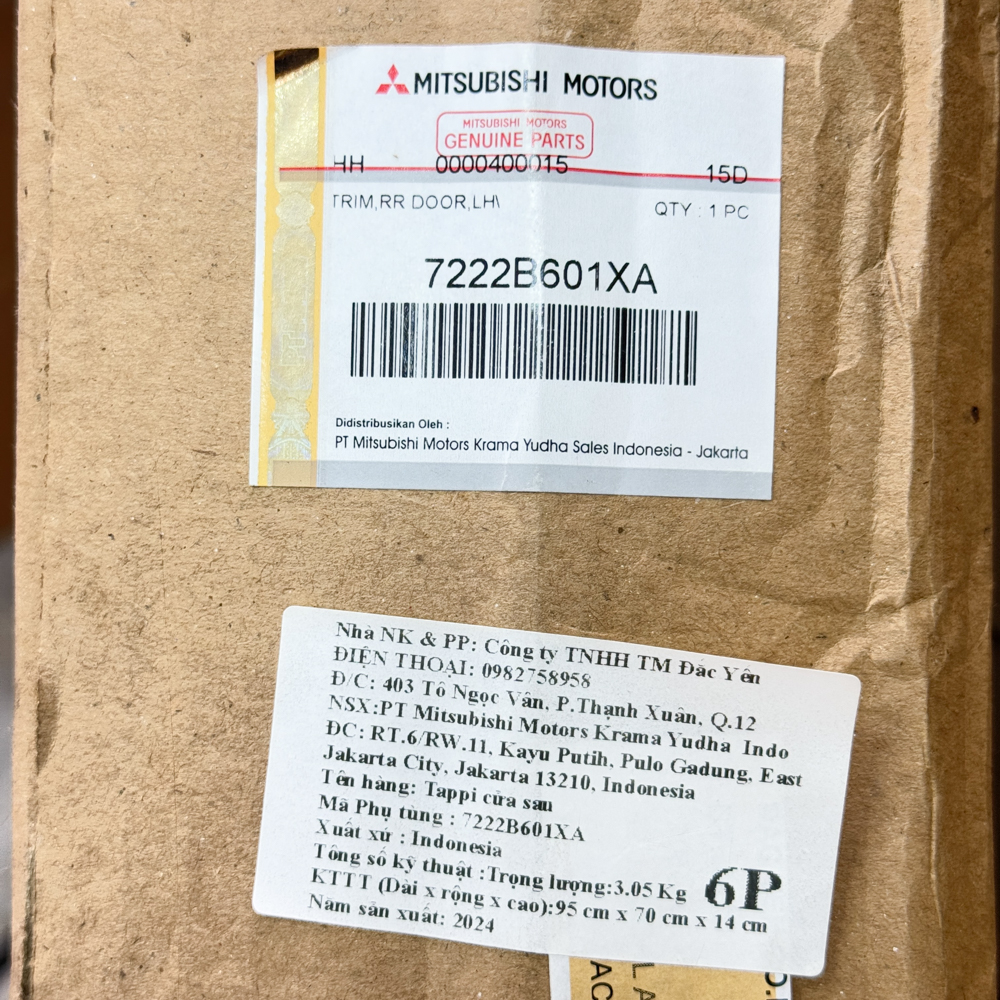 MITSUBISHI MOTORS
MITSUBISHI MOTORS
GENUINE PARTS
HH 0000400015 15D
TRIM,RR DOOR,LH\ QTY : 1 PC
7222B601XA
Didistribusikan Oleh :
PT Mitsubishi Motors Krama Yudha Sales Indonesia - Jakarta
Nhà NK & PP: Công ty TNHH TM Đăc Yên
ĐIỆN THOẠI: 0982758958
Đ/C: 403 Tô Ngọc Vân, P.Thạnh Xuân, Q.12
NSX:PT Mitsubishi Motors Krama Yudha Indo
ĐC: RT.6/RW.11, Kayu Putih, Pulo Gadung, East
Jakarta City, Jakarta 13210, Indonesia
Tên hàng: Tappi cửa sau
Mã Phụ tùng : 7222B601XA
Xuất xứ : Indonesia
Tông số kỹ thuật :Trọng lượng:3.05 Kg
KTTT (Dài x rộng x cao):95 cm x 70 cm x 14 cm
Năm sản xuất: 2024
6P